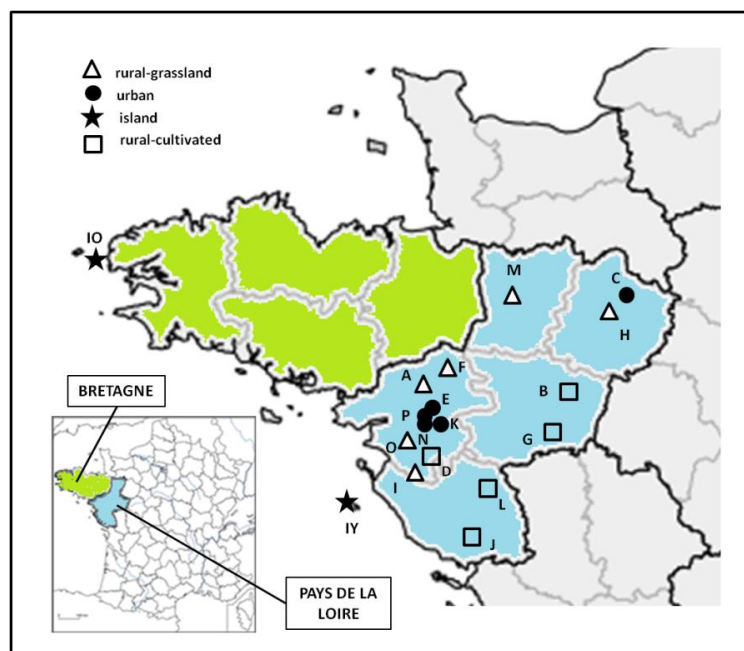 rural-grassland
urban
island
rural-cultivated
IO
M
C
H
A
F
E
B
P
K
G
O
N
D
I
L
IY
J
BRETAGNE
PAYS DE LA
LOIRE